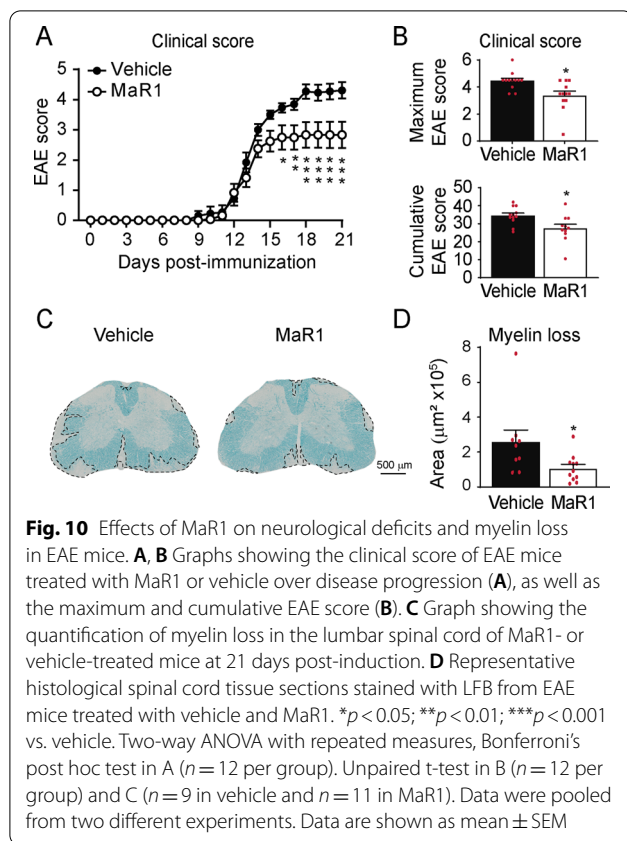 A
Clinical score
Vehicle
MaR1
EAE score
5
4
3
2
1
0
0 3 6 9 12 15 18 21
Days post-immunization
* ** *** *** *** ***
B
Clinical score
Maximum
EAE score
6
4
2
0
*
Vehicle MaR1
Cumulative
EAE score
50
40
30
20
10
0
*
Vehicle MaR1
C
Vehicle MaR1
500 µm
D
Myelin loss
Area (µm² x10⁵)
8
6
4
2
0
*
Vehicle MaR1
Fig. 10 Effects of MaR1 on neurological deficits and myelin loss
in EAE mice. A, B Graphs showing the clinical score of EAE mice
treated with MaR1 or vehicle over disease progression (A), as well as
the maximum and cumulative EAE score (B). C Graph showing the
quantification of myelin loss in the lumbar spinal cord of MaR1- or
vehicle-treated mice at 21 days post-induction. D Representative
histological spinal cord tissue sections stained with LFB from EAE
mice treated with vehicle and MaR1. *p < 0.05; **p < 0.01; ***p < 0.001
vs. vehicle. Two-way ANOVA with repeated measures, Bonferroni's
post hoc test in A (n = 12 per group). Unpaired t-test in B (n = 12 per
group) and C (n = 9 in vehicle and n = 11 in MaR1). Data were pooled
from two different experiments. Data are shown as mean ± SEM